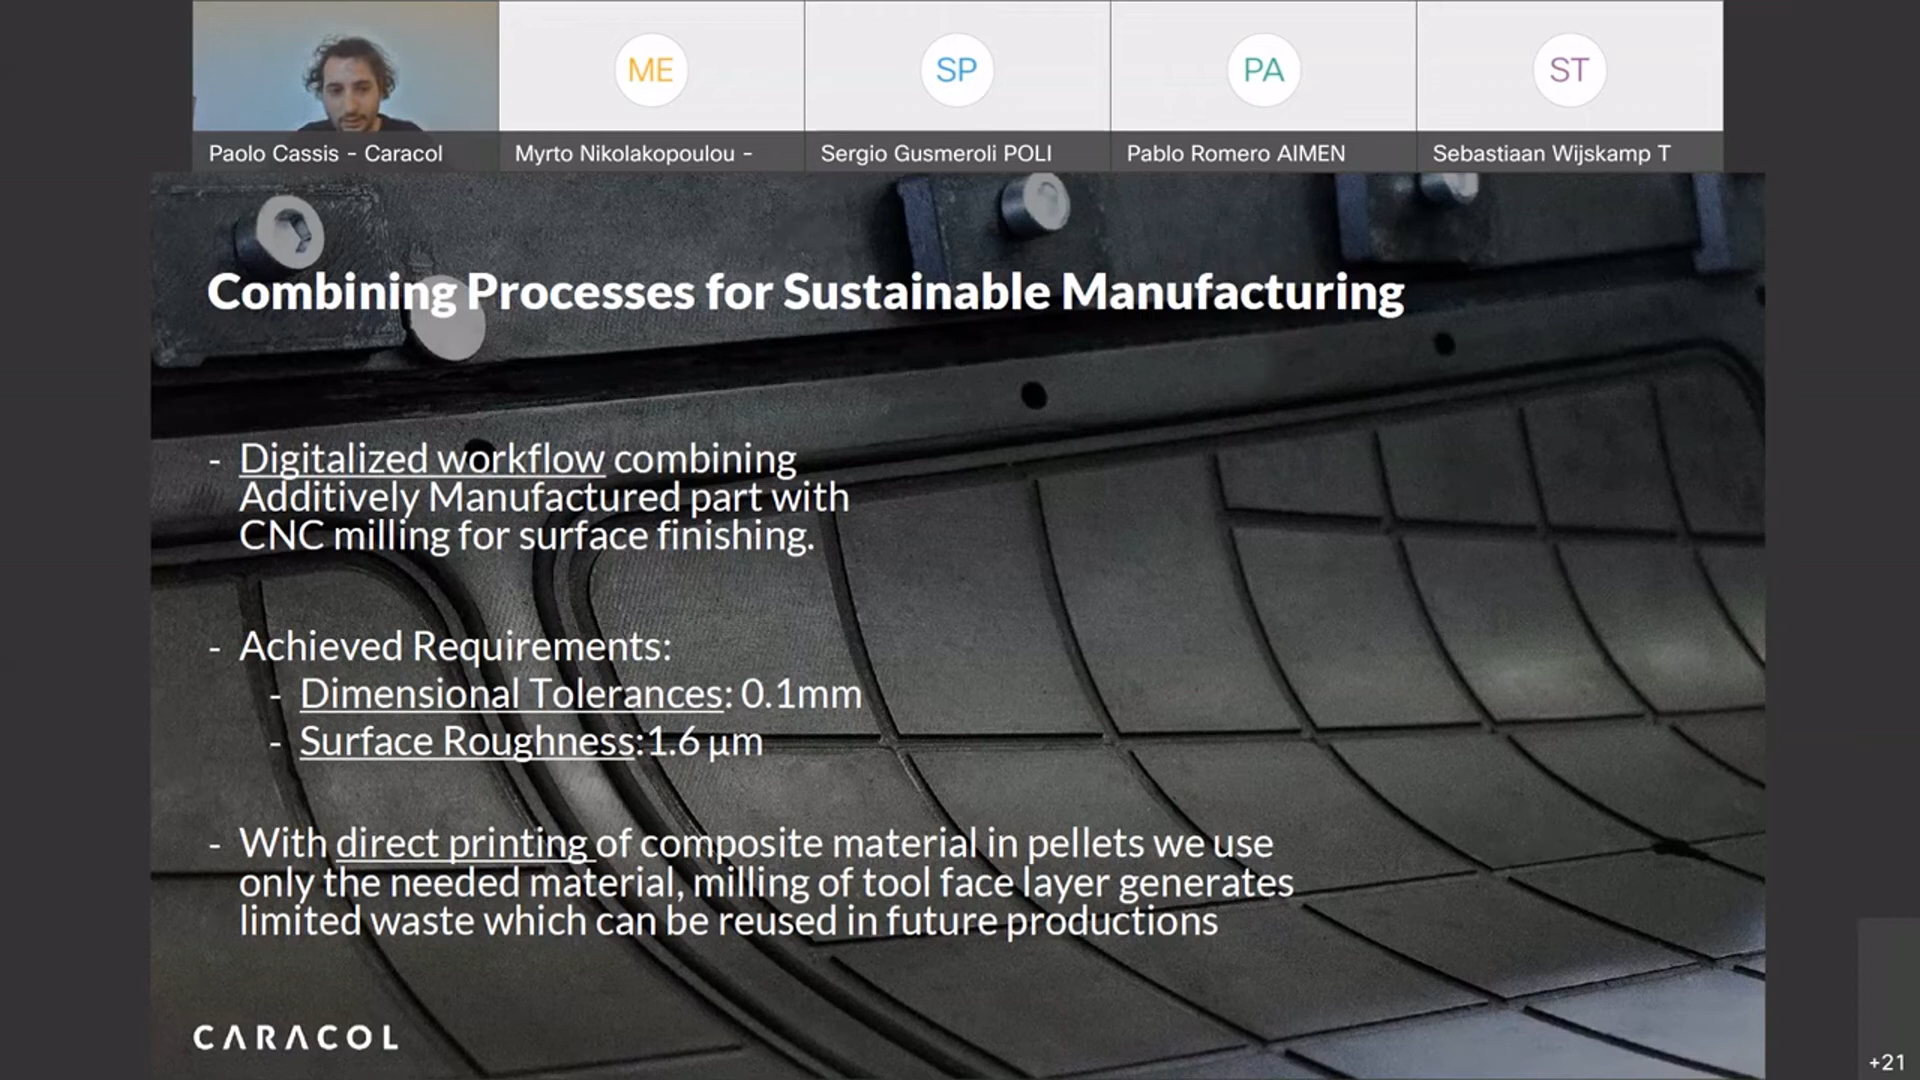 ME
SP
PA
ST
Paolo Cassis - Caracol
Myrto Nikolakopoulou -
Sergio Gusmeroli POLI
Pablo Romero AIMEN
Sebastiaan Wijskamp T
Combining Processes for Sustainable Manufacturing
- Digitalized workflow combining
Additively Manufactured part with
CNC milling for surface finishing.
- Achieved Requirements:
- Dimensional Tolerances: 0.1mm
- Surface Roughness:1.6 µm
- With direct printing of composite material in pellets we use
only the needed material, milling of tool face layer generates
limited waste which can be reused in future productions
CARACOL
+21